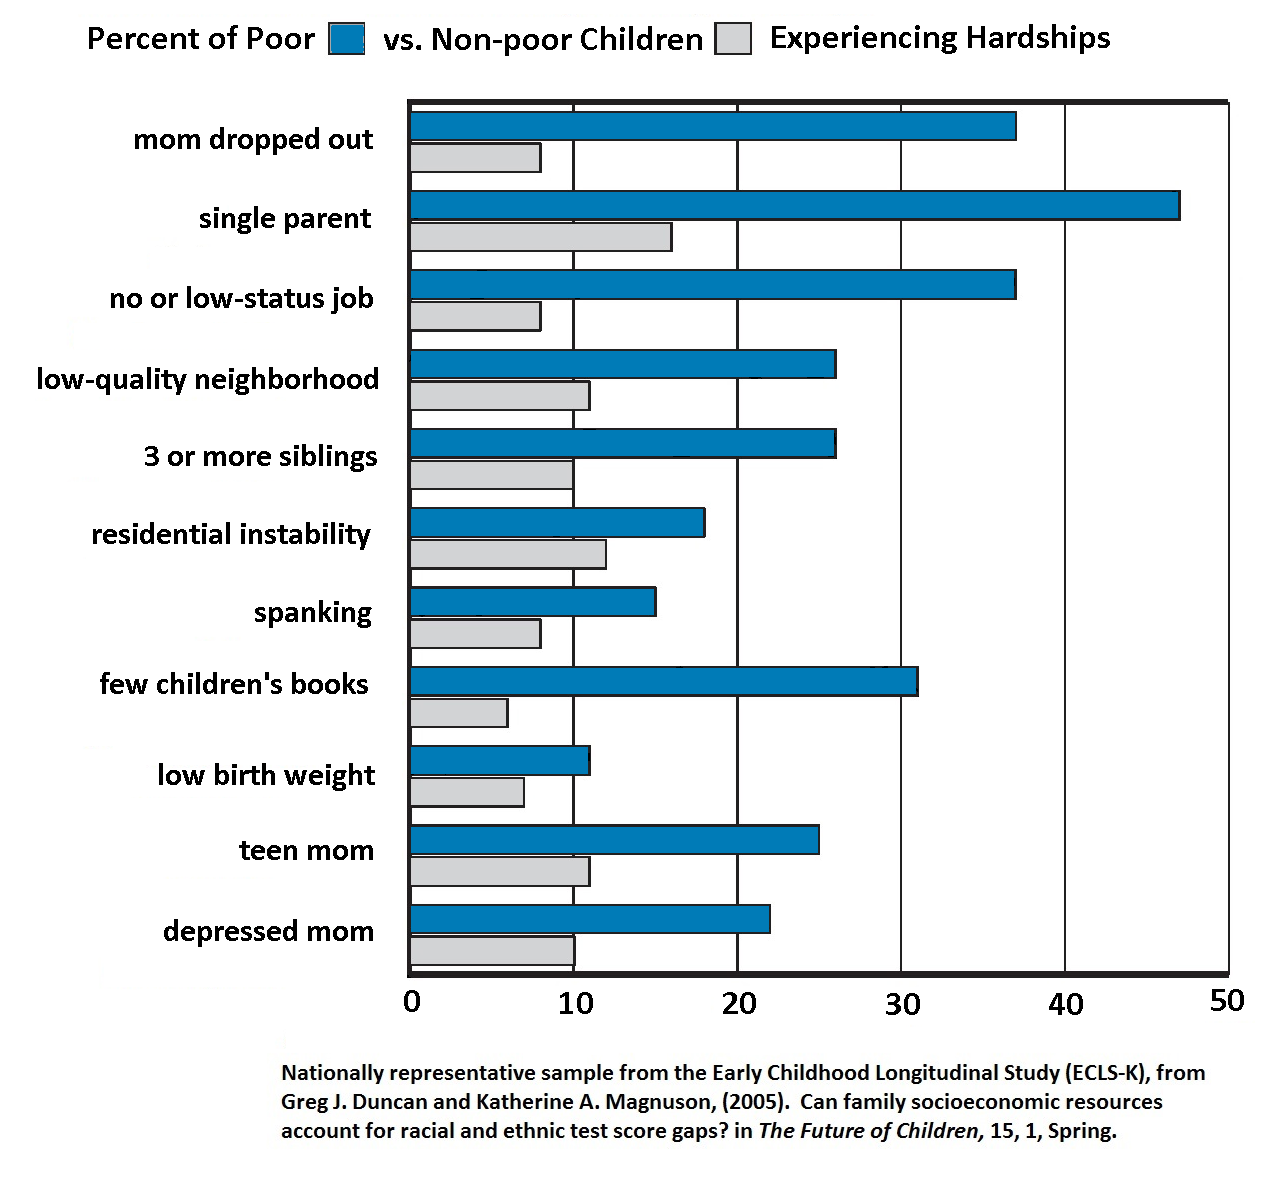 Percent of Poor vs. Non-poor Children Experiencing Hardships
mom dropped out
single parent
no or low-status job
low-quality neighborhood
3 or more siblings
residential instability
spanking
few children's books
low birth weight
teen mom
depressed mom
0 10 20 30 40 50
Nationally representative sample from the Early Childhood Longitudinal Study (ECLS-K), from
Greg J. Duncan and Katherine A. Magnuson, (2005).  Can family socioeconomic resources
account for racial and ethnic test score gaps? in The Future of Children, 15, 1, Spring.